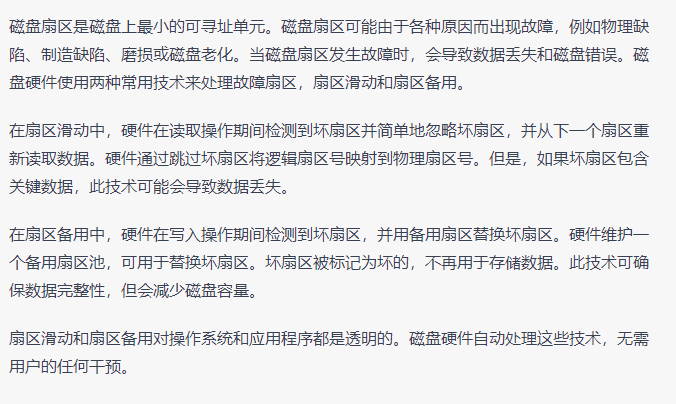 磁盘扇区是磁盘上最小的可寻址单元。磁盘扇区可能由于各种原因而出现故障，例如物理缺
陷、制造缺陷、磨损或磁盘老化。当磁盘扇区发生故障时，会导致数据丢失和磁盘错误。磁
盘硬件使用两种常用技术来处理故障扇区，扇区滑动和扇区备用。
在扇区滑动中，硬件在读取操作期间检测到坏扇区并简单地忽略坏扇区，并从下一个扇区重
新读取数据。硬件通过跳过坏扇区将逻辑扇区号映射到物理扇区号。但是，如果坏扇区包含
关键数据，此技术可能会导致数据丢失。
在扇区备用中，硬件在写入操作期间检测到坏扇区，并用备用扇区替换坏扇区。硬件维护一
个备用扇区池，可用于替换坏扇区。坏扇区被标记为坏的，不再用于存储数据。此技术可确
保数据完整性，但会减少磁盘容量。
扇区滑动和扇区备用对操作系统和应用程序都是透明的。磁盘硬件自动处理这些技术，无需
用户的任何干预。